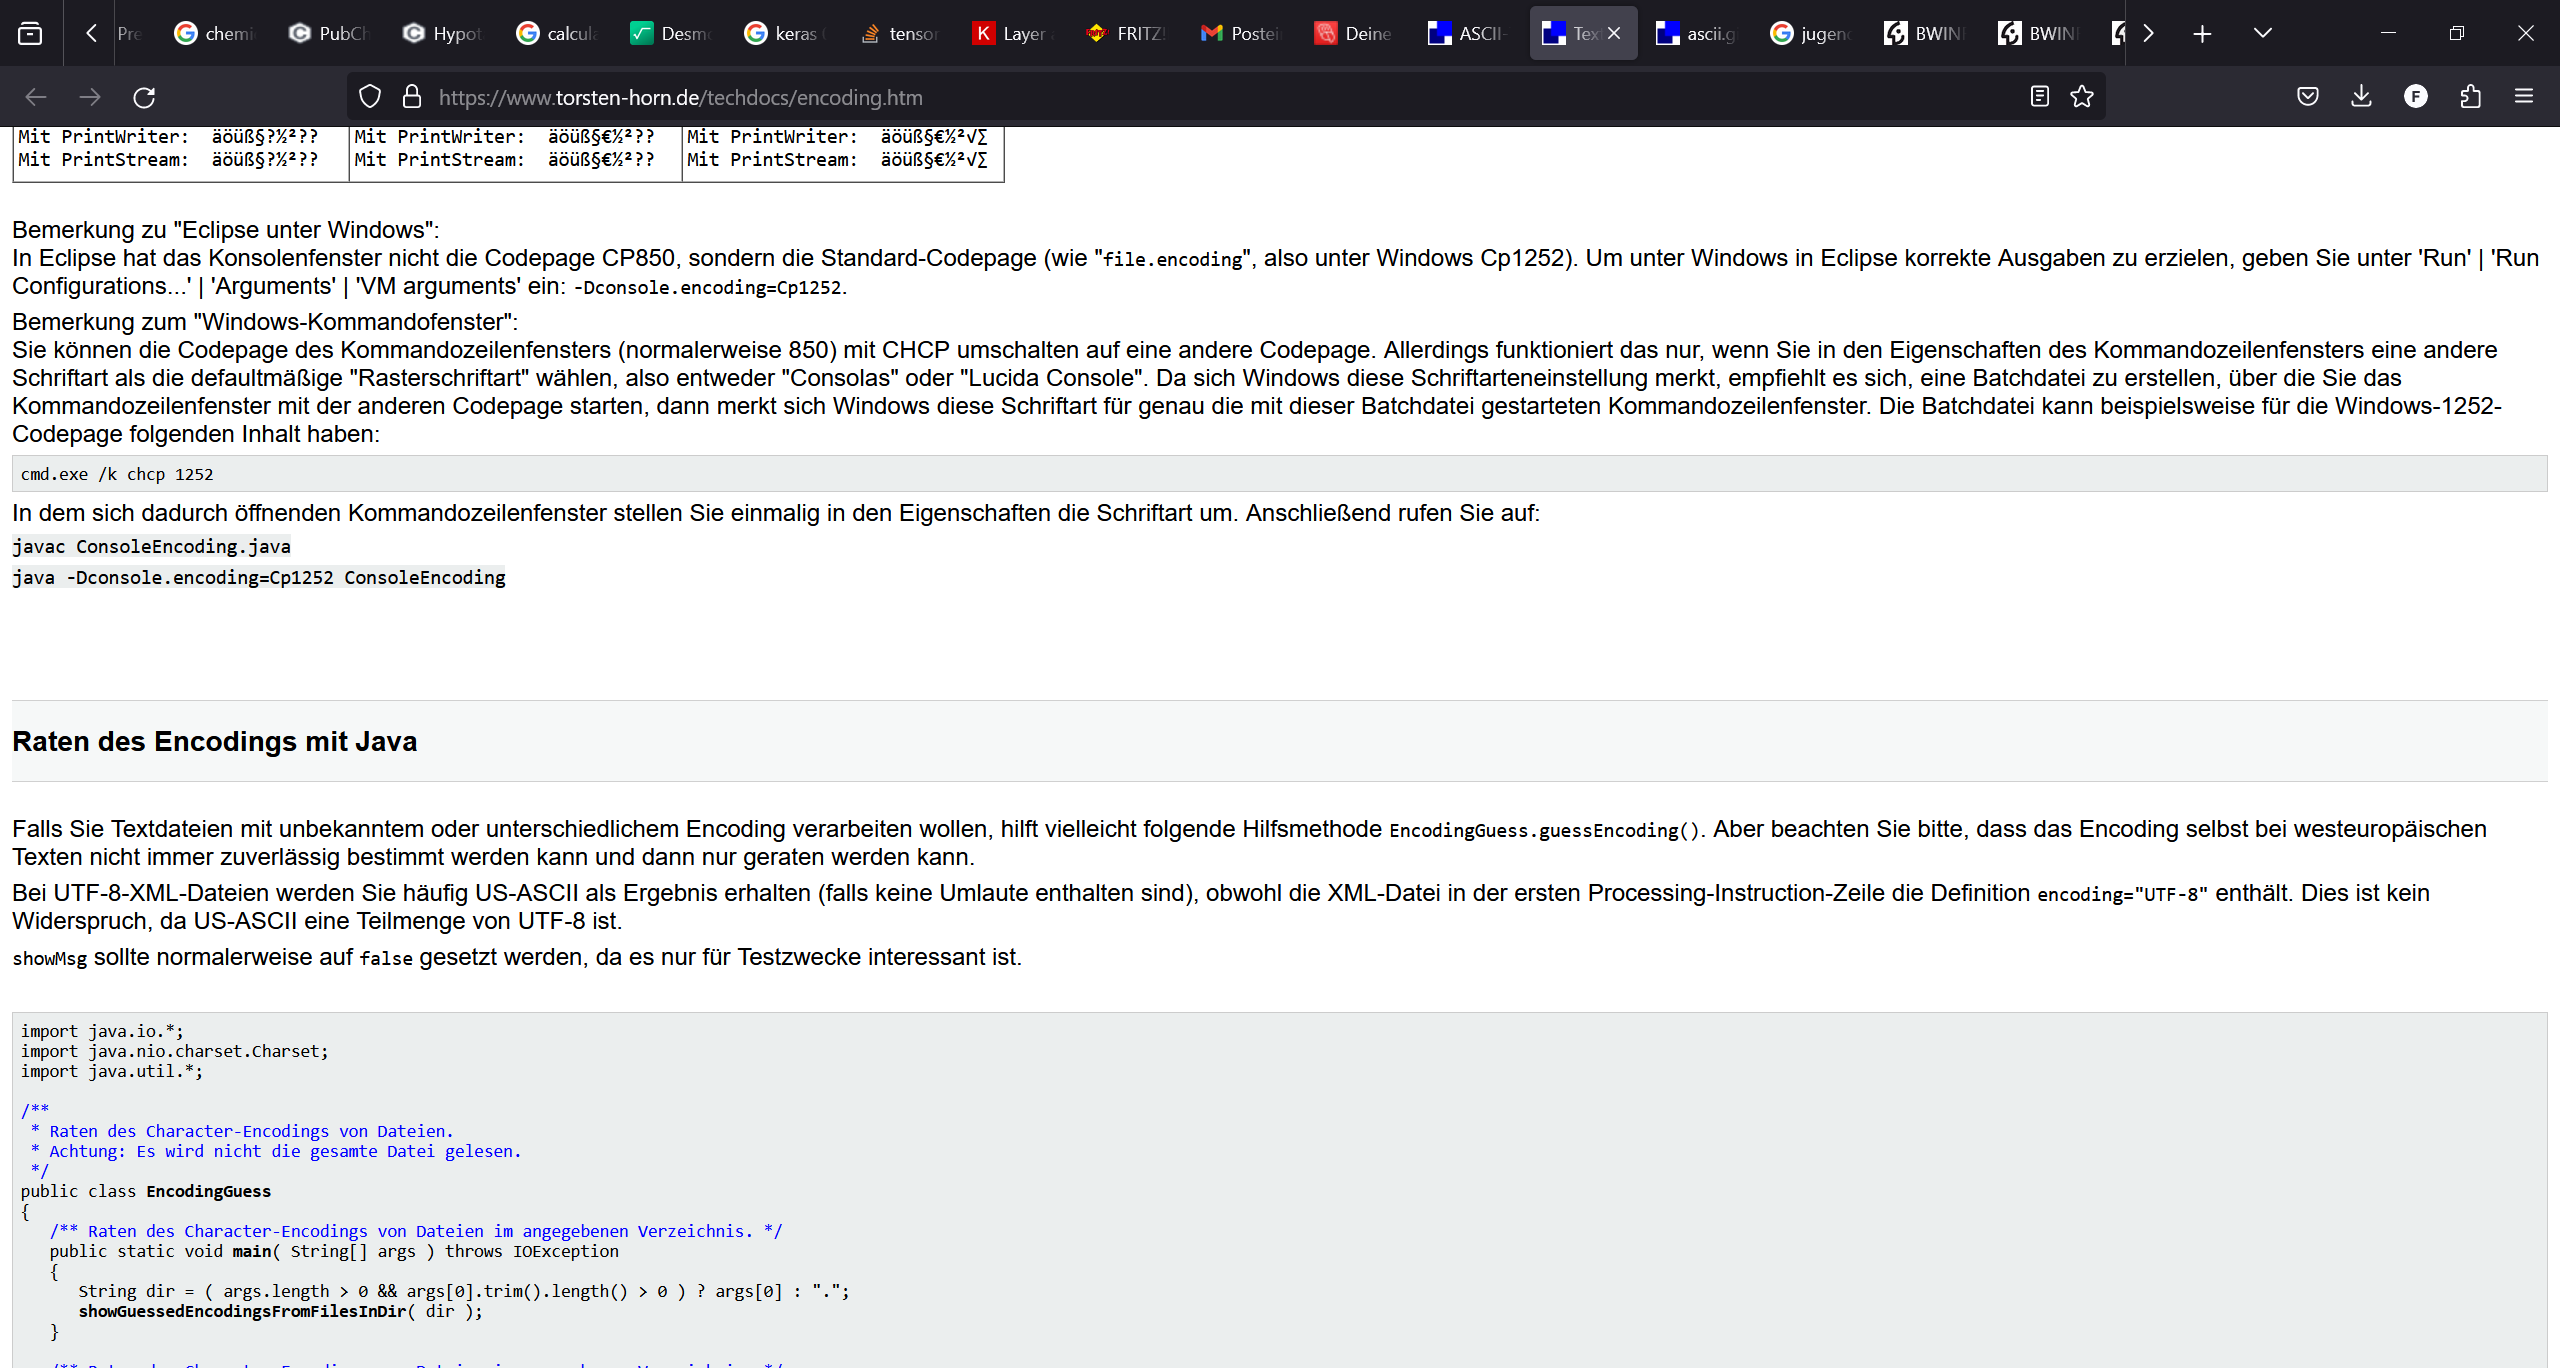 Pre
chemi
PubCh
Hypot
calcula
Desmo
keras
tensor
Layer
FRITZ!
Postei
Deine
ASCII-
Tex
ascii.g
jugend
BWINI
BWINI
https://www.torsten-horn.de/techdocs/encoding.htm
Mit PrintWriter: äöüß§?½²?? Mit PrintWriter: äöüß§€½²?? Mit PrintWriter: äöüß§€½²√∑
Mit PrintStream: äöüß§?½²?? Mit PrintStream: äöüß§€½²?? Mit PrintStream: äöüß§€½²√∑
Bemerkung zu "Eclipse unter Windows":
In Eclipse hat das Konsolenfenster nicht die Codepage CP850, sondern die Standard-Codepage (wie "file.encoding", also unter Windows Cp1252). Um unter Windows in Eclipse korrekte Ausgaben zu erzielen, geben Sie unter 'Run' | 'Run
Configurations...' | 'Arguments' | 'VM arguments' ein: -Dconsole.encoding=Cp1252.
Bemerkung zum "Windows-Kommandofenster":
Sie können die Codepage des Kommandozeilenfensters (normalerweise 850) mit CHCP umschalten auf eine andere Codepage. Allerdings funktioniert das nur, wenn Sie in den Eigenschaften des Kommandozeilenfensters eine andere
Schriftart als die defaultmäßige "Rasterschriftart" wählen, also entweder "Consolas" oder "Lucida Console". Da sich Windows diese Schriftarteneinstellung merkt, empfiehlt es sich, eine Batchdatei zu erstellen, über die Sie das
Kommandozeilenfenster mit der anderen Codepage starten, dann merkt sich Windows diese Schriftart für genau die mit dieser Batchdatei gestarteten Kommandozeilenfenster. Die Batchdatei kann beispielsweise für die Windows-1252-
Codepage folgenden Inhalt haben:
cmd.exe /k chcp 1252
In dem sich dadurch öffnenden Kommandozeilenfenster stellen Sie einmalig in den Eigenschaften die Schriftart um. Anschließend rufen Sie auf:
javac ConsoleEncoding.java
java -Dconsole.encoding=Cp1252 ConsoleEncoding
Raten des Encodings mit Java
Falls Sie Textdateien mit unbekanntem oder unterschiedlichem Encoding verarbeiten wollen, hilft vielleicht folgende Hilfsmethode EncodingGuess.guessEncoding(). Aber beachten Sie bitte, dass das Encoding selbst bei westeuropäischen
Texten nicht immer zuverlässig bestimmt werden kann und dann nur geraten werden kann.
Bei UTF-8-XML-Dateien werden Sie häufig US-ASCII als Ergebnis erhalten (falls keine Umlaute enthalten sind), obwohl die XML-Datei in der ersten Processing-Instruction-Zeile die Definition encoding="UTF-8" enthält. Dies ist kein
Widerspruch, da US-ASCII eine Teilmenge von UTF-8 ist.
showMsg sollte normalerweise auf false gesetzt werden, da es nur für Testzwecke interessant ist.
import java.io.*;
import java.nio.charset.Charset;
import java.util.*;
/**
* Raten des Character-Encodings von Dateien.
* Achtung: Es wird nicht die gesamte Datei gelesen.
*/
public class EncodingGuess
{
/** Raten des Character-Encodings von Dateien im angegebenen Verzeichnis. */
public static void main( String[] args ) throws IOException
{
String dir = ( args.length > 0 && args[0].trim().length() > 0 ) ? args[0] : ".";
showGuessedEncodingsFromFilesInDir( dir );
}